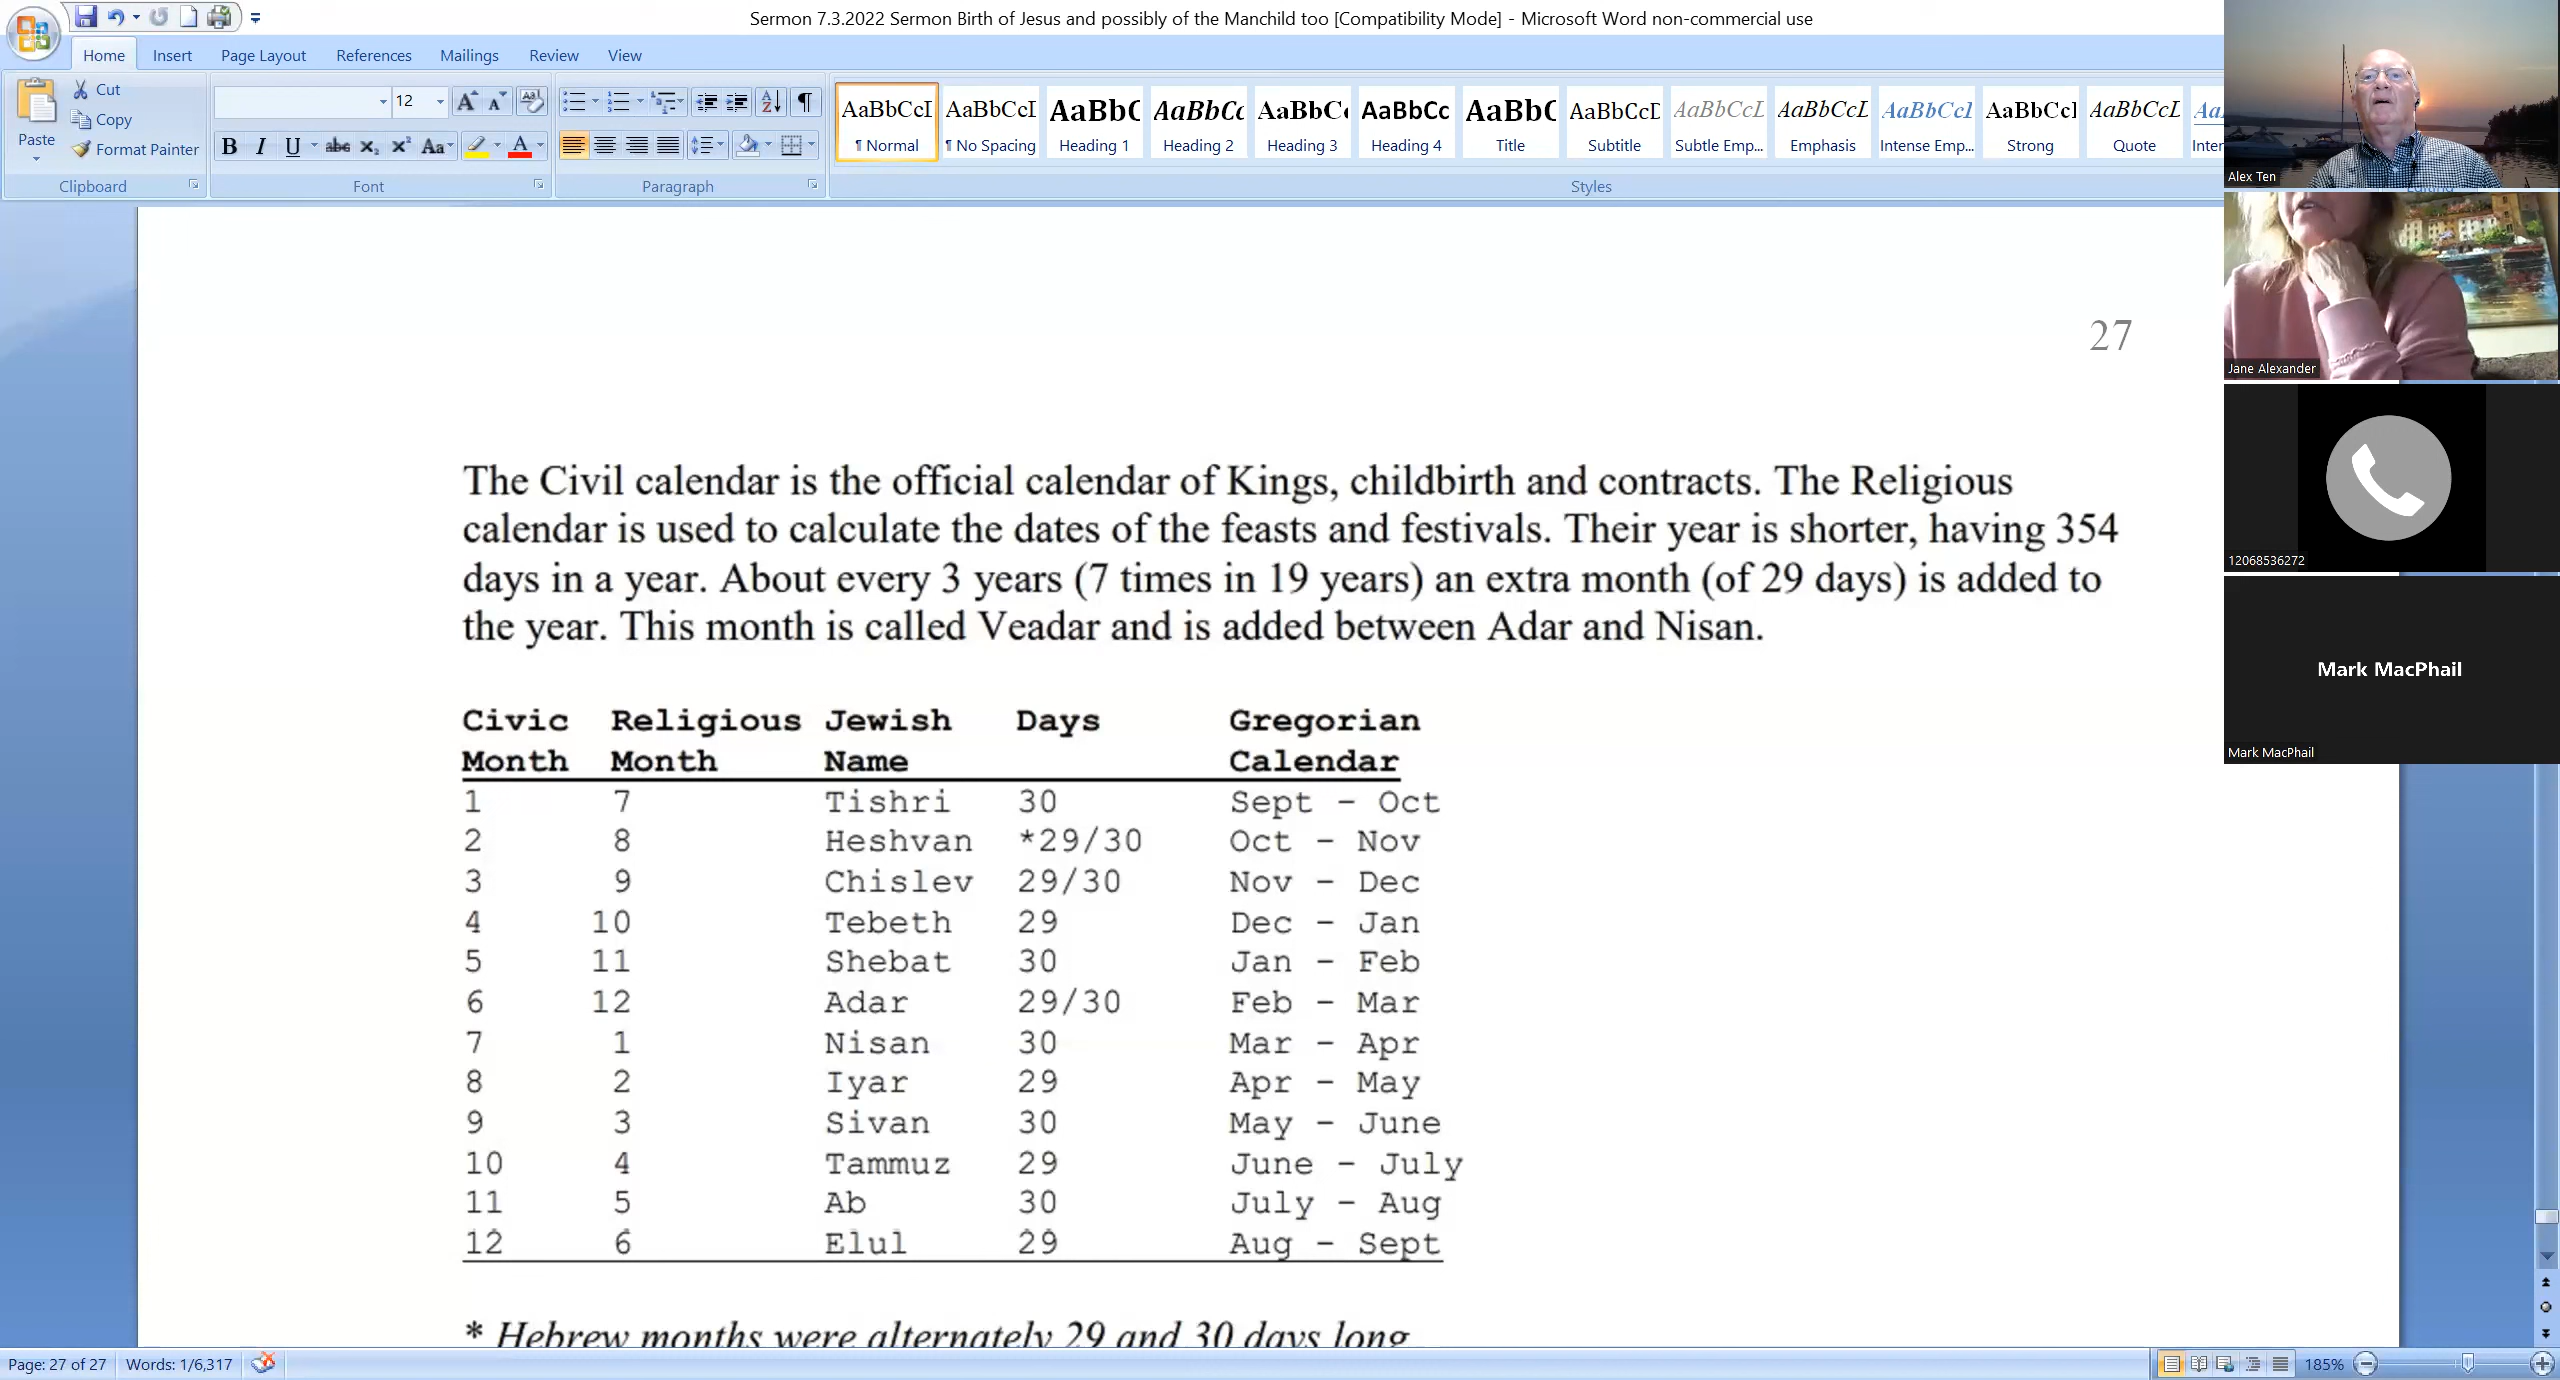 Sermon 7.3.2022 Sermon Birth of Jesus and possibly of the Manchild too [Compatibility Mode] - Microsoft Word non-commercial use
Home Insert Page Layout References Mailings Review View
Paste
Cut
Copy
Format Painter
Clipboard
12
Font
Paragraph
AaBbCcI AaBbCcI AaBbC AaBbCc AaBbC AaBbCc AaBbC AaBbCcD AaBbCcL AaBbCcL AaBbCcI AaBbCcI AaBbCcL
¶ Normal ¶ No Spacing Heading 1 Heading 2 Heading 3 Heading 4 Title Subtitle Subtle Emp... Emphasis Intense Emp... Strong Quote
Styles
Alex Ten
Jane Alexander
12068536272
Mark MacPhail
Mark MacPhail
27
The Civil calendar is the official calendar of Kings, childbirth and contracts. The Religious
calendar is used to calculate the dates of the feasts and festivals. Their year is shorter, having 354
days in a year. About every 3 years (7 times in 19 years) an extra month (of 29 days) is added to
the year. This month is called Veadar and is added between Adar and Nisan.
Civic Religious Jewish Days Gregorian
Month Month Name Calendar
1 7 Tishri 30 Sept - Oct
2 8 Heshvan *29/30 Oct - Nov
3 9 Chislev 29/30 Nov - Dec
4 10 Tebeth 29 Dec - Jan
5 11 Shebat 30 Jan - Feb
6 12 Adar 29/30 Feb - Mar
7 1 Nisan 30 Mar - Apr
8 2 Iyar 29 Apr - May
9 3 Sivan 30 May - June
10 4 Tammuz 29 June - July
11 5 Ab 30 July - Aug
12 6 Elul 29 Aug - Sept
* Hebrew months were alternately 29 and 30 days long.
Page: 27 of 27 Words: 1/6,317 185%